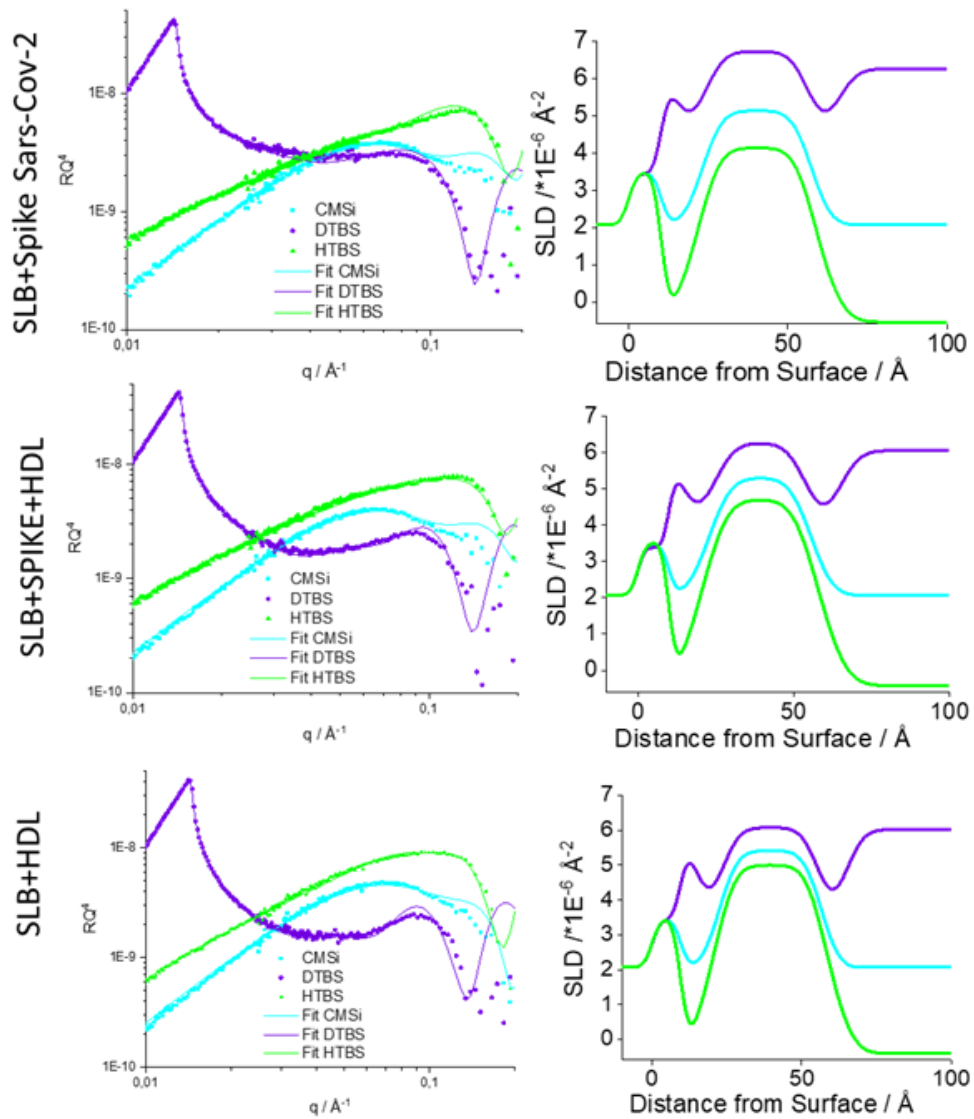 SLB+Spike Sars-Cov-2
RQ⁴
1E-8
1E-9
1E-10
0,01
0,1
q / Å⁻¹
CMSi
DTBS
HTBS
Fit CMSi
Fit DTBS
Fit HTBS
SLD /*1E⁻⁶ Å⁻²
7
6
5
4
3
2
1
0
0
50
100
Distance from Surface / Å
SLB+SPIKE+HDL
RQ⁴
1E-8
1E-9
1E-10
0,01
0,1
q / Å⁻¹
CMSi
DTBS
HTBS
Fit CMSi
Fit DTBS
Fit HTBS
SLD /*1E⁻⁶ Å⁻²
7
6
5
4
3
2
1
0
0
50
100
Distance from Surface / Å
SLB+HDL
RQ⁴
1E-8
1E-9
1E-10
0,01
0,1
q / Å⁻¹
CMSi
DTBS
HTBS
Fit CMSi
Fit DTBS
Fit HTBS
SLD /*1E⁻⁶ Å⁻²
7
6
5
4
3
2
1
0
0
50
100
Distance from Surface / Å